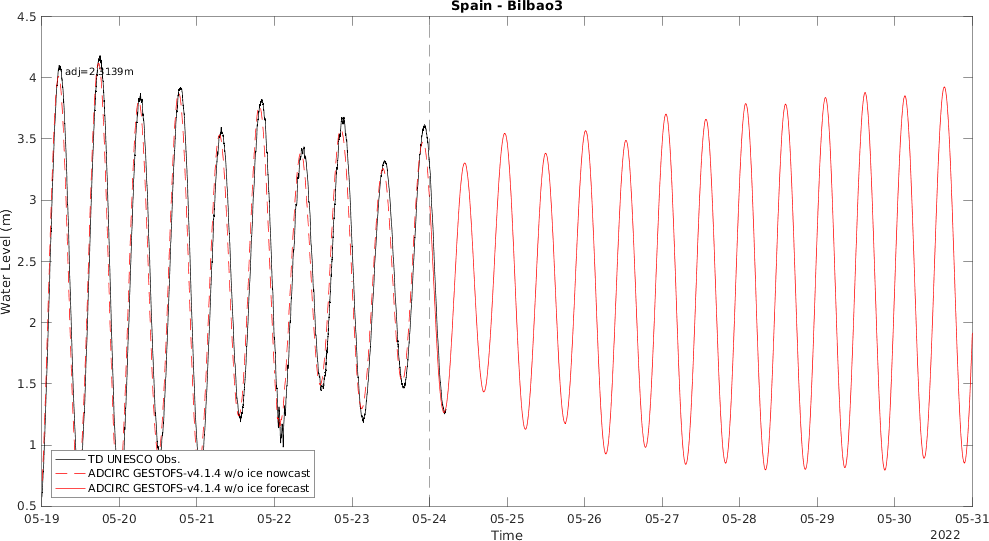 Spain - Bilbao3
4.5
4
3.5
3
2.5
2
1.5
1
0.5
Water Level (m)
adj=2.3139m
TD UNESCO Obs.
ADCIRC GESTOFS-v4.1.4 w/o ice nowcast
ADCIRC GESTOFS-v4.1.4 w/o ice forecast
05-19 05-20 05-21 05-22 05-23 05-24 05-25 05-26 05-27 05-28 05-29 05-30 05-31
Time
2022